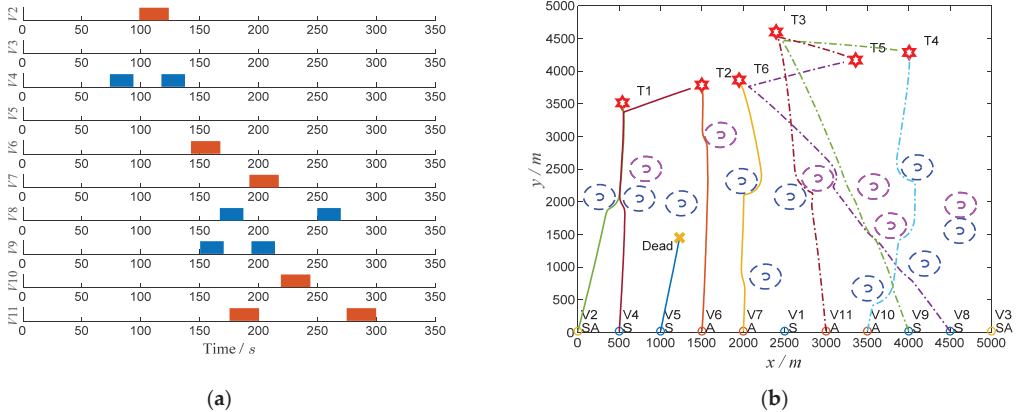 V2
0 50 100 150 200 250 300 350
V3
0 50 100 150 200 250 300 350
V4
0 50 100 150 200 250 300 350
V5
0 50 100 150 200 250 300 350
V6
0 50 100 150 200 250 300 350
V7
0 50 100 150 200 250 300 350
V8
0 50 100 150 200 250 300 350
V9
0 50 100 150 200 250 300 350
V10
0 50 100 150 200 250 300 350
V11
0 50 100 150 200 250 300 350
Time / s
(a)
5000
4500
4000
3500
3000
2500
2000
1500
1000
500
0
y / m
T3
T5
T4
T2
T6
T1
Dead
V2 V4 V5 V6 V7 V1 V11 V10 V9 V8 V3
SA S S A A S A A S S SA
0 500 1000 1500 2000 2500 3000 3500 4000 4500 5000
x / m
(b)